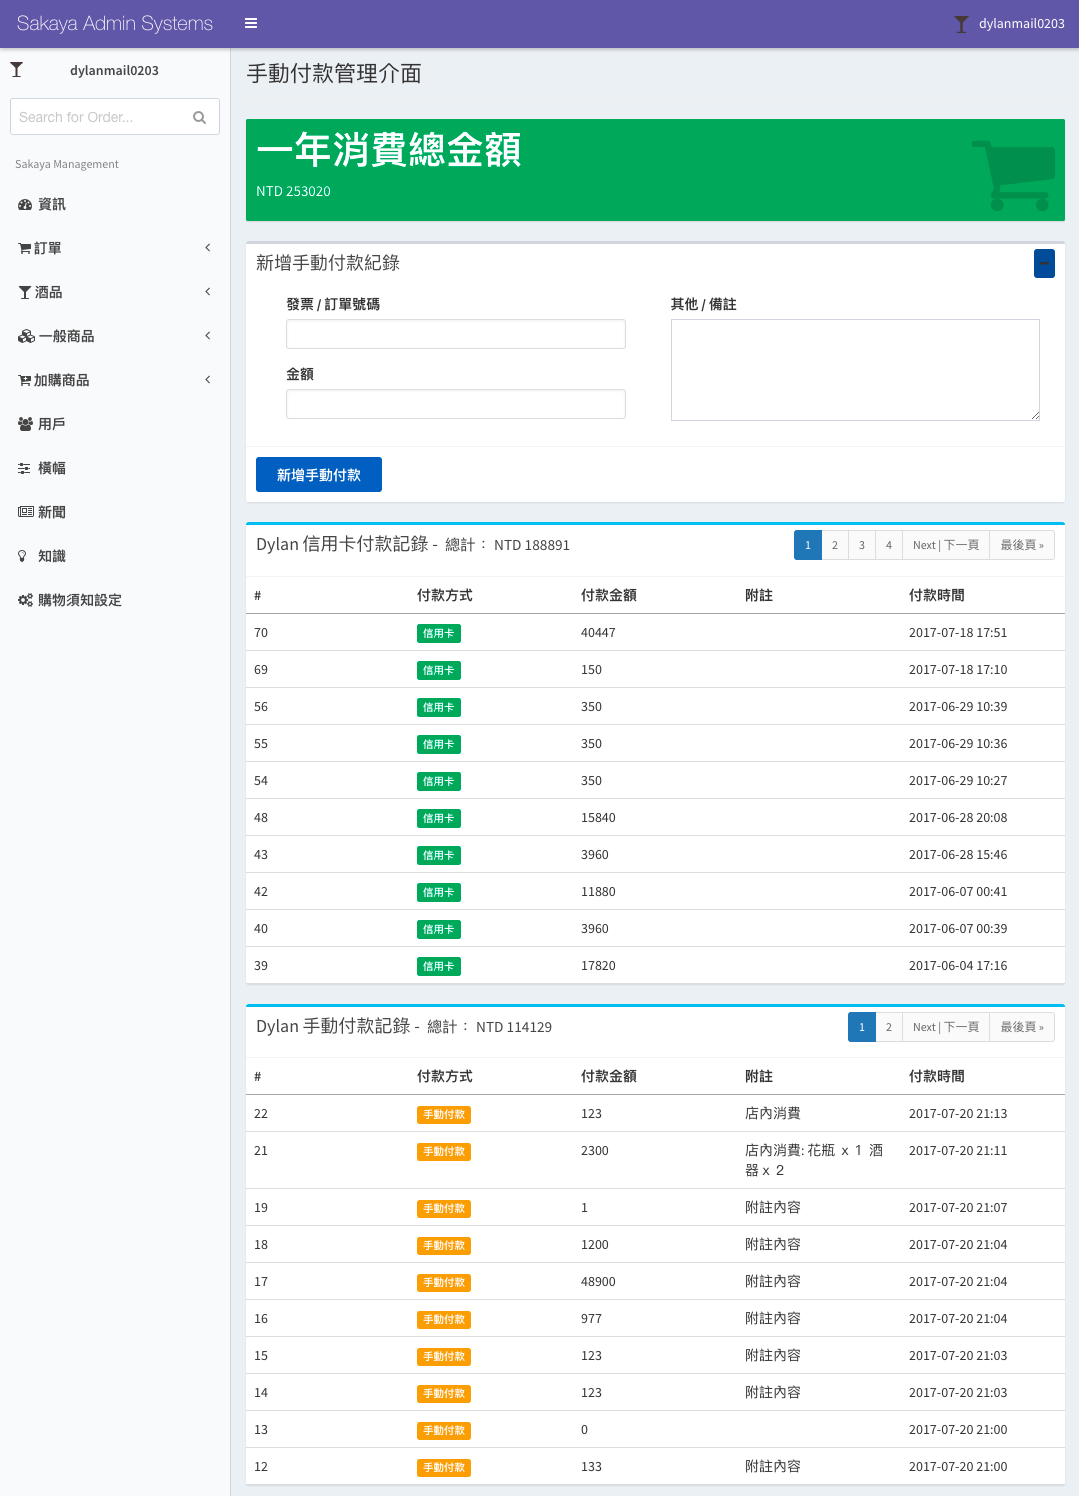 Sakaya Admin Systems
dylanmail0203
dylanmail0203
Search for Order...
Sakaya Management
資訊
訂單
酒品
一般商品
加購商品
用戶
橫幅
新聞
知識
購物須知設定
手動付款管理介面
一年消費總金額
NTD 253020
新增手動付款紀錄
發票 / 訂單號碼
其他 / 備註
金額
新增手動付款
Dylan 信用卡付款記錄 - 總計： NTD 188891
1 2 3 4 Next | 下一頁 最後頁 »
# 付款方式 付款金額 附註 付款時間
70 信用卡 40447 2017-07-18 17:51
69 信用卡 150 2017-07-18 17:10
56 信用卡 350 2017-06-29 10:39
55 信用卡 350 2017-06-29 10:36
54 信用卡 350 2017-06-29 10:27
48 信用卡 15840 2017-06-28 20:08
43 信用卡 3960 2017-06-28 15:46
42 信用卡 11880 2017-06-07 00:41
40 信用卡 3960 2017-06-07 00:39
39 信用卡 17820 2017-06-04 17:16
Dylan 手動付款記錄 - 總計： NTD 114129
1 2 Next | 下一頁 最後頁 »
# 付款方式 付款金額 附註 付款時間
22 手動付款 123 店內消費 2017-07-20 21:13
21 手動付款 2300 店內消費: 花瓶 ｘ１ 酒 2017-07-20 21:11
器ｘ２
19 手動付款 1 附註內容 2017-07-20 21:07
18 手動付款 1200 附註內容 2017-07-20 21:04
17 手動付款 48900 附註內容 2017-07-20 21:04
16 手動付款 977 附註內容 2017-07-20 21:04
15 手動付款 123 附註內容 2017-07-20 21:03
14 手動付款 123 附註內容 2017-07-20 21:03
13 手動付款 0 2017-07-20 21:00
12 手動付款 133 附註內容 2017-07-20 21:00